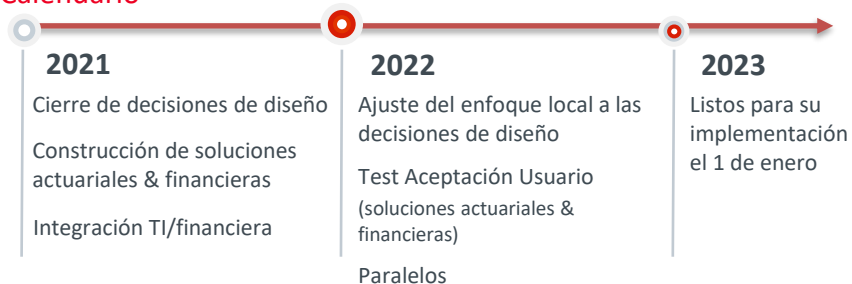 Calendario
2021
Cierre de decisiones de diseño
Construcción de soluciones
actuariales & financieras
Integración TI/financiera
2022
Ajuste del enfoque local a las
decisiones de diseño
Test Aceptación Usuario
(soluciones actuariales &
financieras)
Paralelos
2023
Listos para su
implementación
el 1 de enero